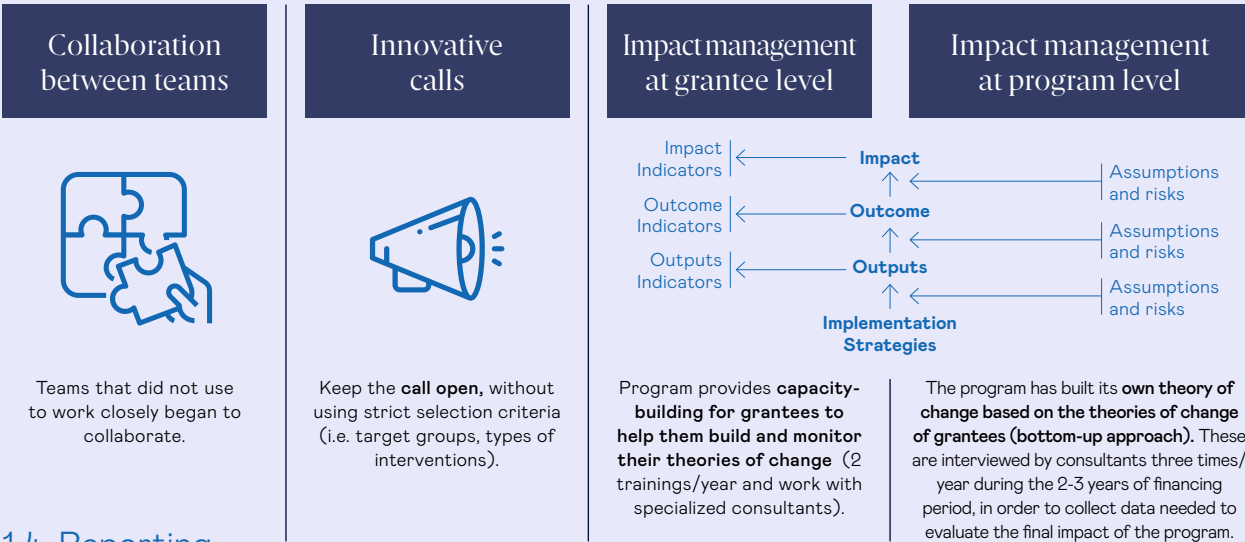 Collaboration
between teams
Innovative
calls
Impact management
at grantee level
Impact management
at program level
Impact
Indicators
Impact
Assumptions
and risks
Outcome
Indicators
Outcome
Assumptions
and risks
Outputs
Indicators
Outputs
Assumptions
and risks
Implementation
Strategies
Teams that did not use
to work closely began to
collaborate.
Keep the call open, without
using strict selection criteria
(i.e. target groups, types of
interventions).
Program provides capacity-
building for grantees to
help them build and monitor
their theories of change (2
trainings/year and work with
specialized consultants).
The program has built its own theory of
change based on the theories of change
of grantees (bottom-up approach). These
are interviewed by consultants three times/
year during the 2-3 years of financing
period, in order to collect data needed to
evaluate the final impact of the program.
14. Reporting